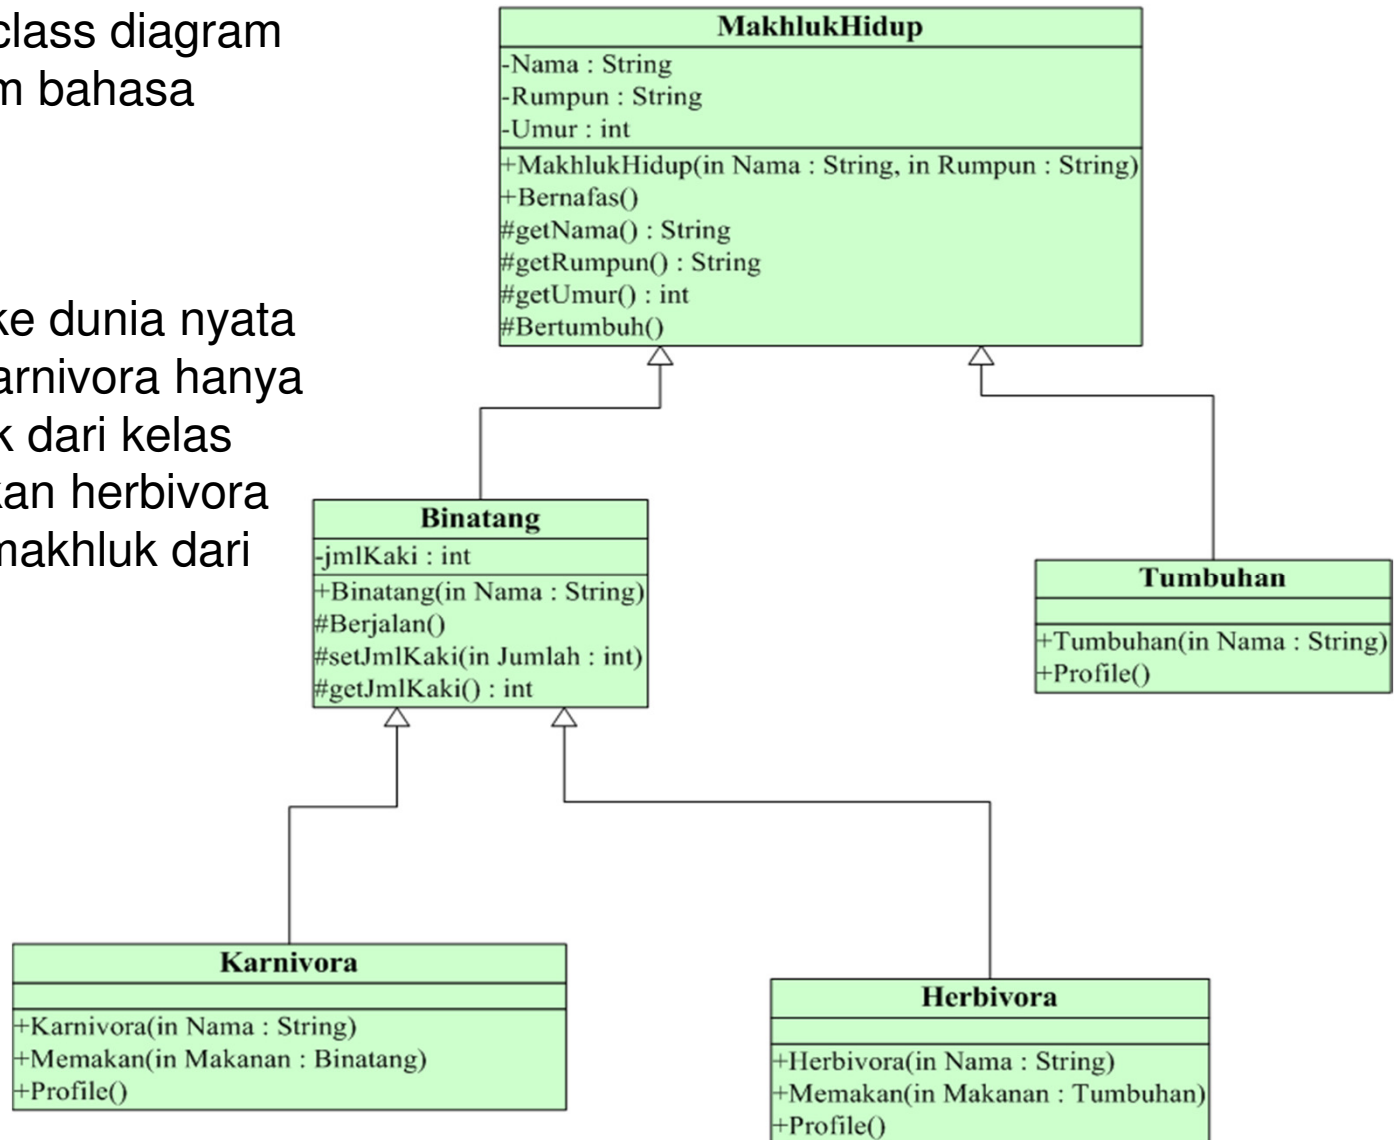 class diagram
m bahasa
ke dunia nyata
arnivora hanya
k dari kelas
kan herbivora
makhluk dari
MakhlukHidup
-Nama : String
-Rumpun : String
-Umur : int
+MakhlukHidup(in Nama : String, in Rumpun : String)
+Bernafas()
#getNama() : String
#getRumpun() : String
#getUmur() : int
#Bertumbuh()
Binatang
-jmlKaki : int
+Binatang(in Nama : String)
#Berjalan()
#setJmlKaki(in Jumlah : int)
#getJmlKaki() : int
Tumbuhan
+Tumbuhan(in Nama : String)
+Profile()
Karnivora
+Karnivora(in Nama : String)
+Memakan(in Makanan : Binatang)
+Profile()
Herbivora
+Herbivora(in Nama : String)
+Memakan(in Makanan : Tumbuhan)
+Profile()